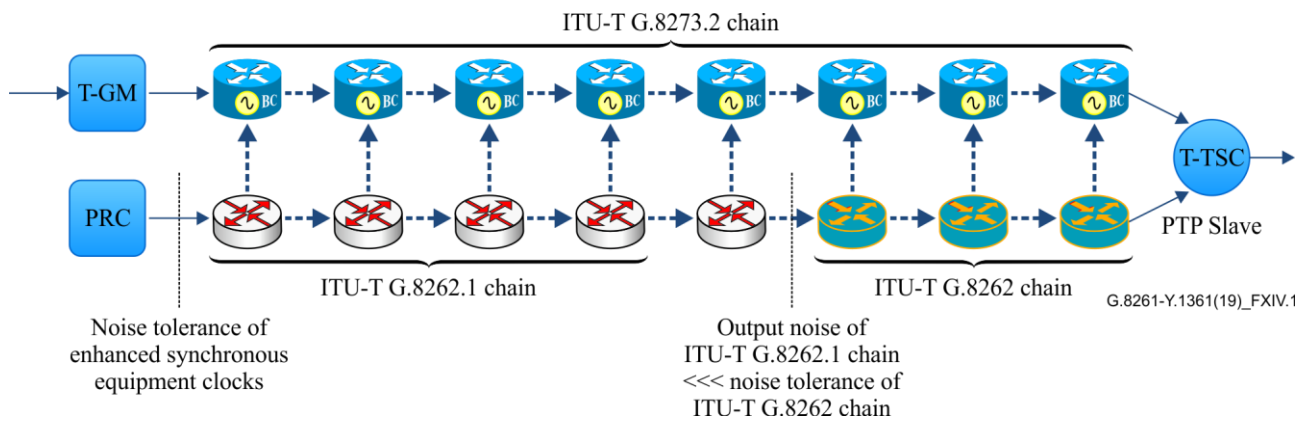 ITU-T G.8273.2 chain
T-GM
BC
BC
BC
BC
BC
BC
BC
BC
T-TSC
PRC
PTP Slave
ITU-T G.8262.1 chain
ITU-T G.8262 chain
G.8261-Y.1361(19)_FXIV.1
Noise tolerance of
enhanced synchronous
equipment clocks
Output noise of
ITU-T G.8262.1 chain
<<< noise tolerance of
ITU-T G.8262 chain